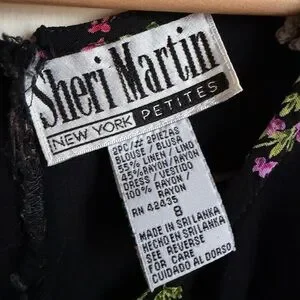 Sheri Martin
NEW YORK PETITES
2PC/# 2PIEZAS
BLOUSE / BLUSA
55% LINEN / LINO
45%RAYON/RAYON
DRESS / VESTIDO
100% RAYON/
RAYON
RN 42435
8
MADE IN SRI LANKA
HECHO EN SRI LANKA
SEE REVERSE
FOR CARE
CUIDADO AL DORSO